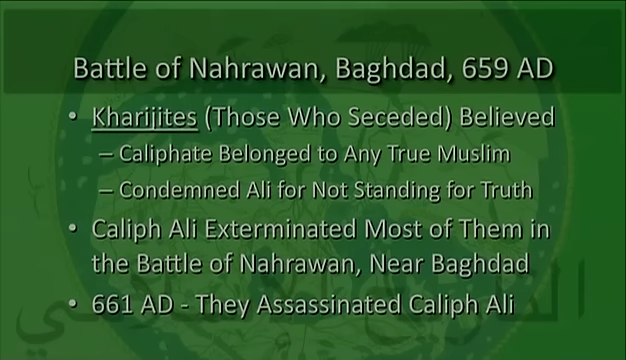 Battle of Nahrawan, Baghdad, 659 AD
• Kharijites (Those Who Seceded) Believed
– Caliphate Belonged to Any True Muslim
– Condemned Ali for Not Standing for Truth
• Caliph Ali Exterminated Most of Them in
the Battle of Nahrawan, Near Baghdad
• 661 AD - They Assassinated Caliph Ali